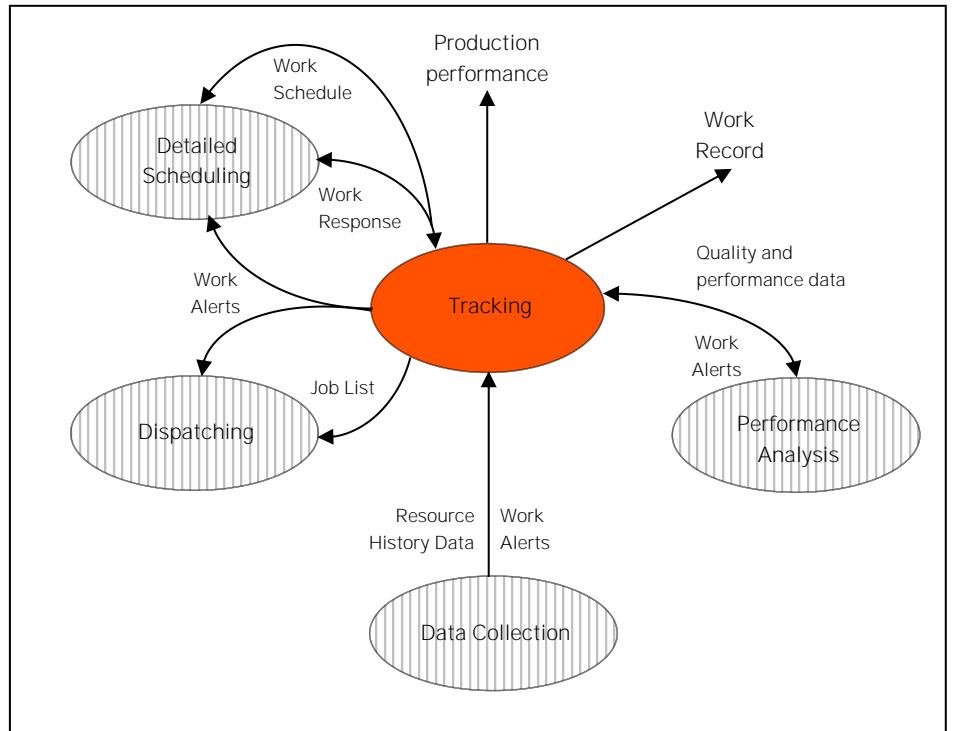 Production
performance
Work
Schedule
Work
Record
Detailed
Scheduling
Work
Response
Quality and
performance data
Work
Alerts
Tracking
Work
Alerts
Job List
Dispatching
Performance
Analysis
Resource
History Data
Work
Alerts
Data Collection